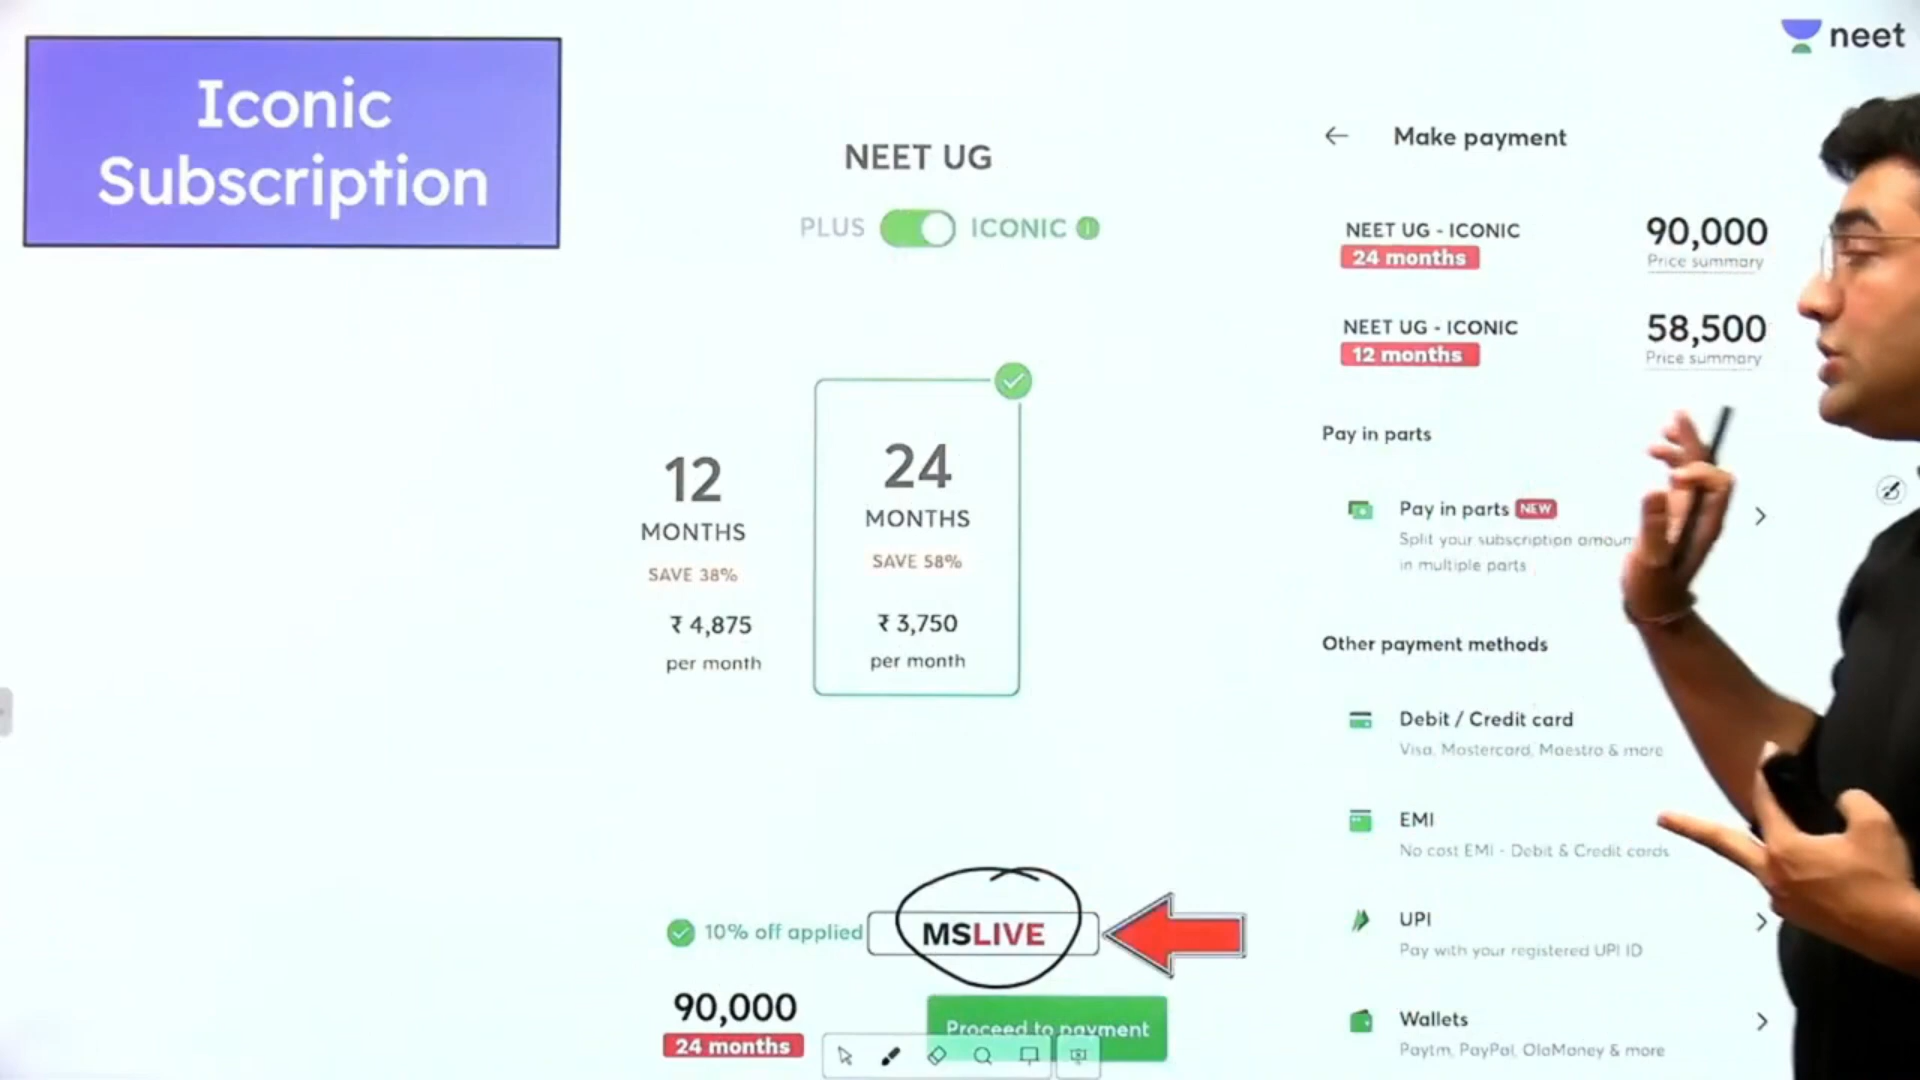 Iconic
Subscription
neet
NEET UG
PLUS ICONIC
12
MONTHS
SAVE 38%
₹ 4,875
per month
24
MONTHS
SAVE 58%
₹ 3,750
per month
10% off applied
MSLIVE
90,000
24 months
Proceed to payment
Make payment
NEET UG - ICONIC
24 months
90,000
Price summary
NEET UG - ICONIC
12 months
58,500
Price summary
Pay in parts
Pay in parts NEW
Split your subscription
in multiple parts
Other payment methods
Debit / Credit card
Visa, Mastercard, Maestro & more
EMI
No cost EMI - Debit & Credit cards
UPI
Pay with your registered UPI ID
Wallets
Paytm, PayPal, OlaMoney & more